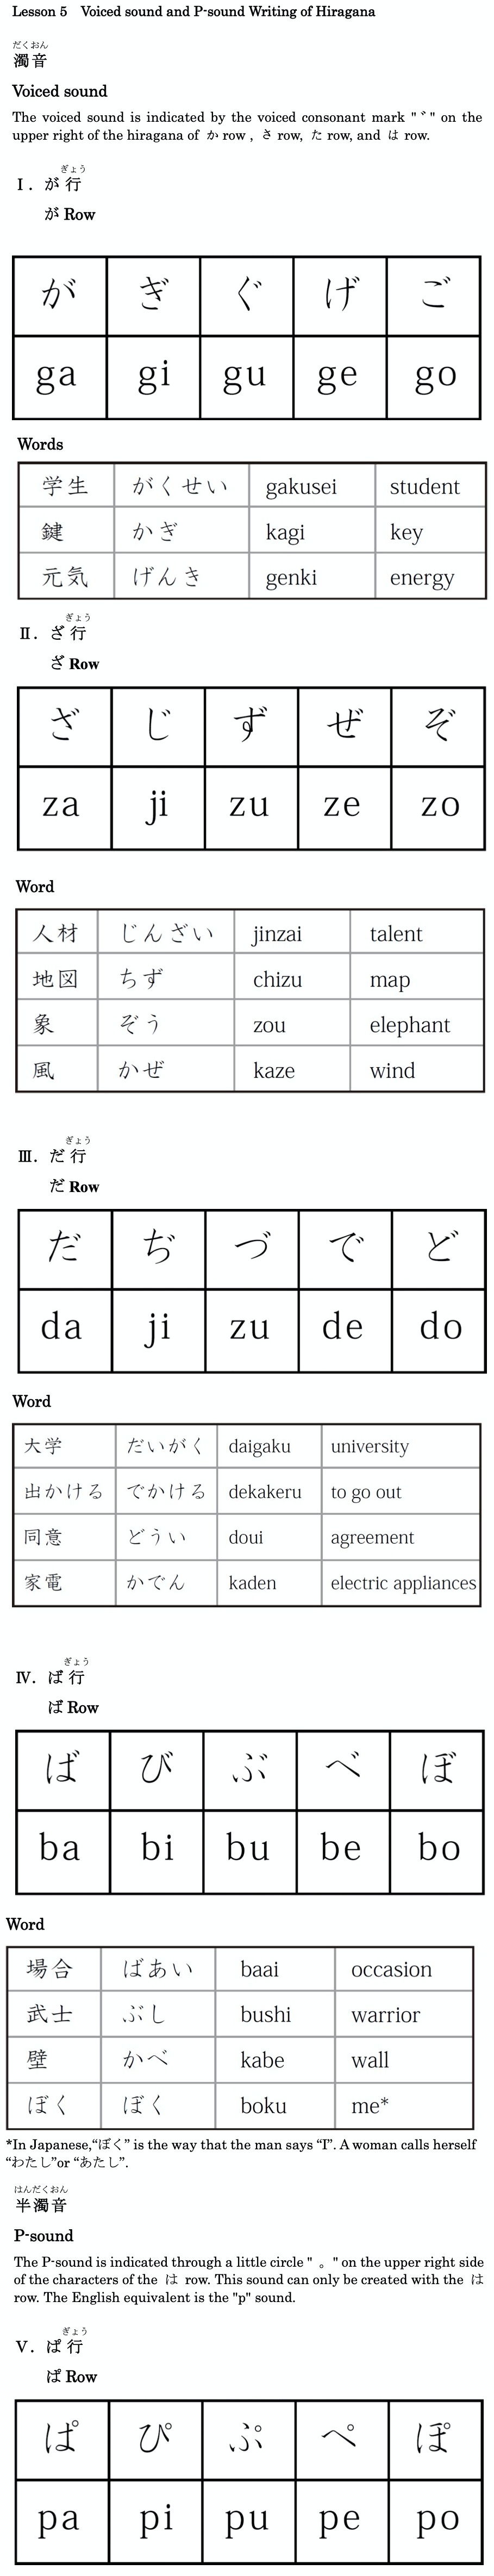 Lesson 5　Voiced sound and P-sound Writing of Hiragana
だくおん
濁音
Voiced sound
The voiced sound is indicated by the voiced consonant mark "゛" on the
upper right of the hiragana of か row , さ row, た row, and は row.
ぎょう
Ⅰ. が 行
が Row
が ぎ ぐ げ ご
ga gi gu ge go
Words
学生 がくせい gakusei student
鍵 かぎ kagi key
元気 げんき genki energy
ぎょう
Ⅱ. ざ 行
ざ Row
ざ じ ず ぜ ぞ
za ji zu ze zo
Word
人材 じんざい jinzai talent
地図 ちず chizu map
象 ぞう zou elephant
風 かぜ kaze wind
ぎょう
Ⅲ. だ 行
だ Row
だ ぢ づ で ど
da ji zu de do
Word
大学 だいがく daigaku university
出かける でかける dekakeru to go out
同意 どうい doui agreement
家電 かでん kaden electric appliances
ぎょう
Ⅳ. ば 行
ば Row
ば び ぶ べ ぼ
ba bi bu be bo
Word
場合 ばあい baai occasion
武士 ぶし bushi warrior
壁 かべ kabe wall
ぼく ぼく boku me*
*In Japanese,“ぼく” is the way that the man says “I”. A woman calls herself
“わたし”or “あたし”.
はんだくおん
半濁音
P-sound
The P-sound is indicated through a little circle " 。" on the upper right side
of the characters of the は row. This sound can only be created with the は
row. The English equivalent is the "p" sound.
ぎょう
Ⅴ. ぱ 行
ぱ Row
ぱ ぴ ぷ ぺ ぽ
pa pi pu pe po